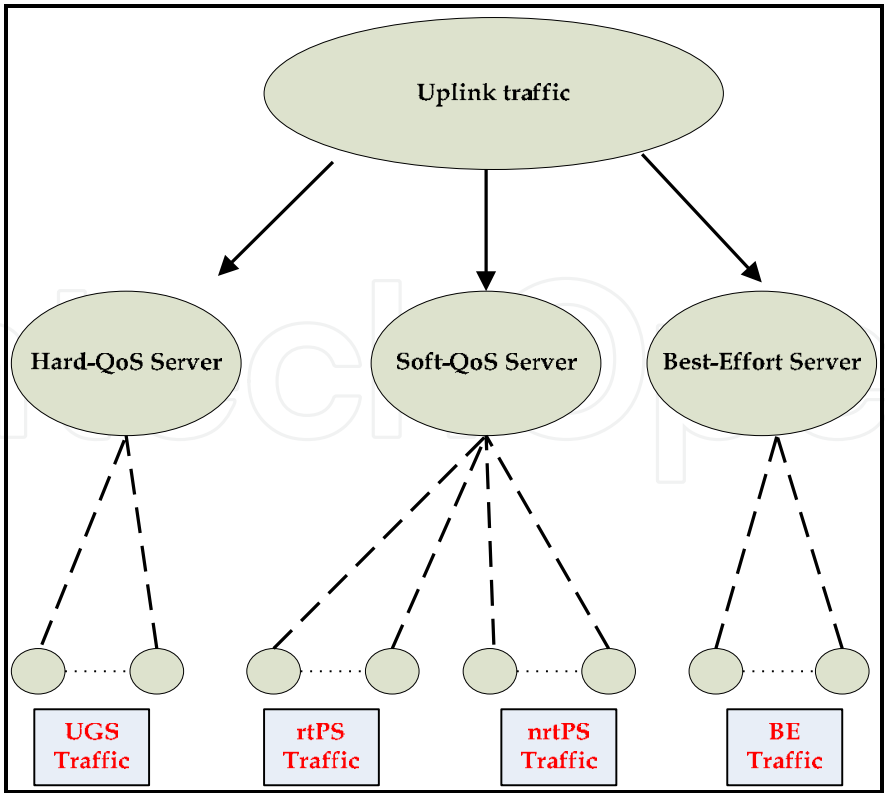 Uplink traffic
Hard-QoS Server
Soft-QoS Server
Best-Effort Server
UGS
Traffic
rtPS
Traffic
nrtPS
Traffic
BE
Traffic